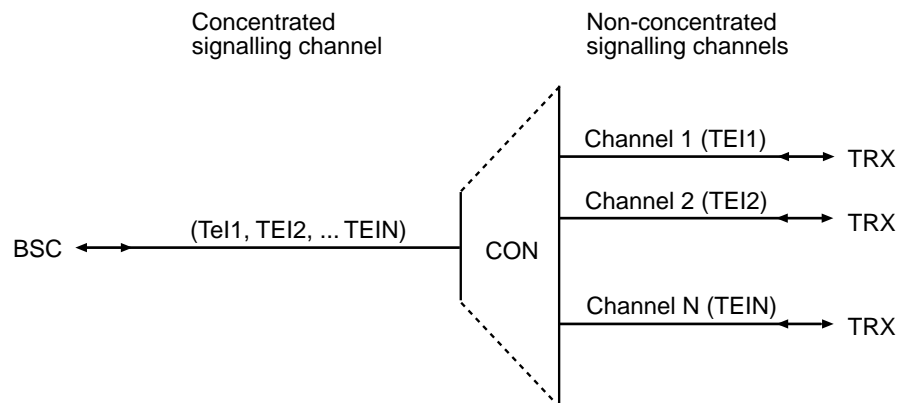 Concentrated
signalling channel
Non-concentrated
signalling channels
Channel 1 (TEI1)
TRX
Channel 2 (TEI2)
TRX
BSC
(TeI1, TEI2, ... TEIN)
CON
Channel N (TEIN)
TRX